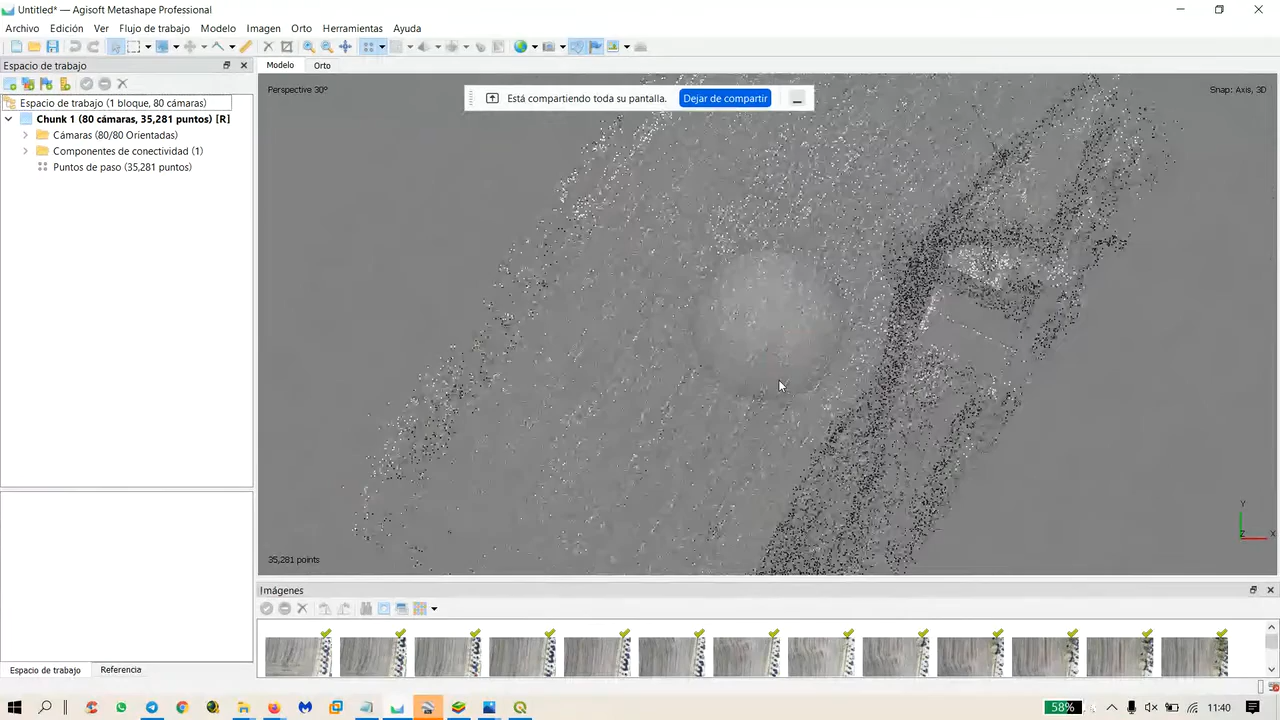 Untitled* — Agisoft Metashape Professional
Archivo Edición Ver Flujo de trabajo Modelo Imagen Orto Herramientas Ayuda
Espacio de trabajo
Modelo Orto
Perspective 30°
Está compartiendo toda su pantalla. Dejar de compartir
Snap: Axis, 3D
Espacio de trabajo (1 bloque, 80 cámaras)
Chunk 1 (80 cámaras, 35,281 puntos) [R]
Cámaras (80/80 Orientadas)
Componentes de conectividad (1)
Puntos de paso (35,281 puntos)
Y
Z X
35,281 points
Imágenes
Espacio de trabajo Referencia
58%
11:40